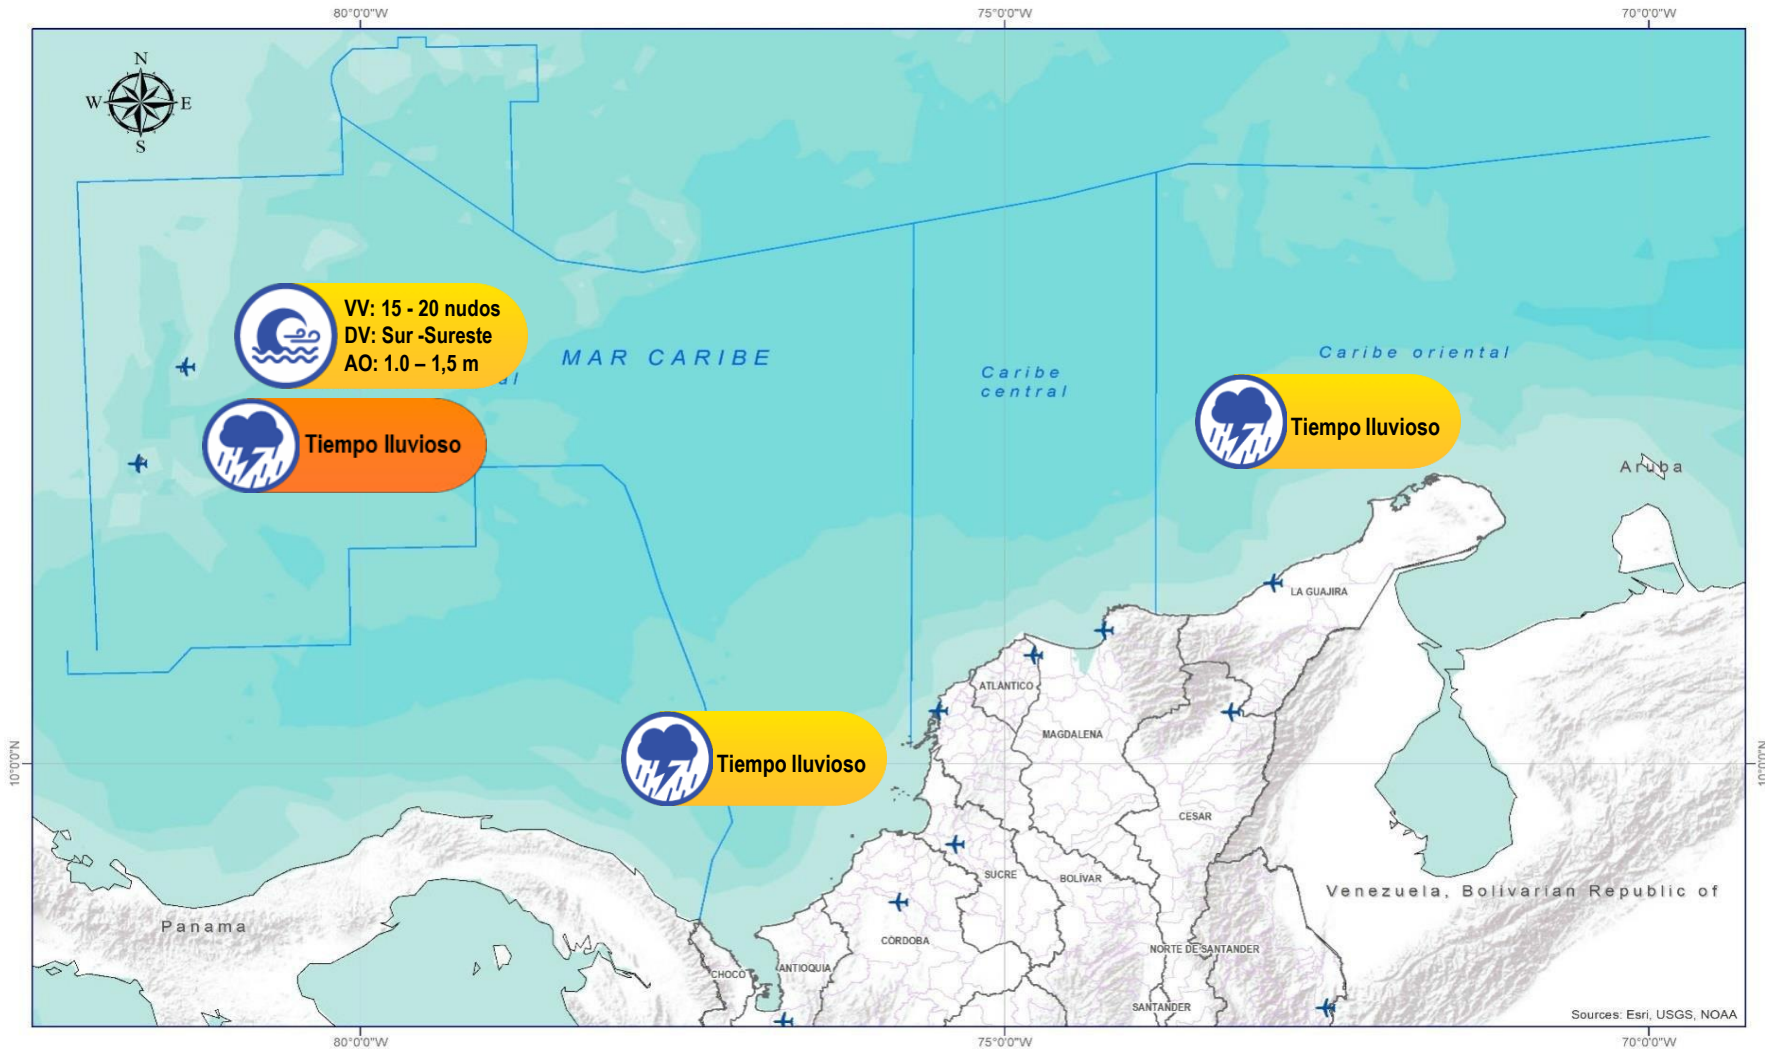 80°0'0"W
75°0'0"W
70°0'0"W
N
W
E
S
VV: 15 - 20 nudos
DV: Sur -Sureste
AO: 1.0 – 1,5 m
al
MAR CARIBE
Caribe
central
Caribe oriental
Tiempo lluvioso
Tiempo lluvioso
Aruba
LA GUAJIRA
ATLANTICO
MAGDALENA
10°0'0"N
10°0'0"N
Tiempo lluvioso
CESAR
SUCRE
BOLÍVAR
Venezuela, Bolivarian Republic of
Panama
CÓRDOBA
NORTE DE SANTANDER
CHOCO
ANTIOQUIA
SANTANDER
Sources: Esri, USGS, NOAA
80°0'0"W
75°0'0"W
70°0'0"W